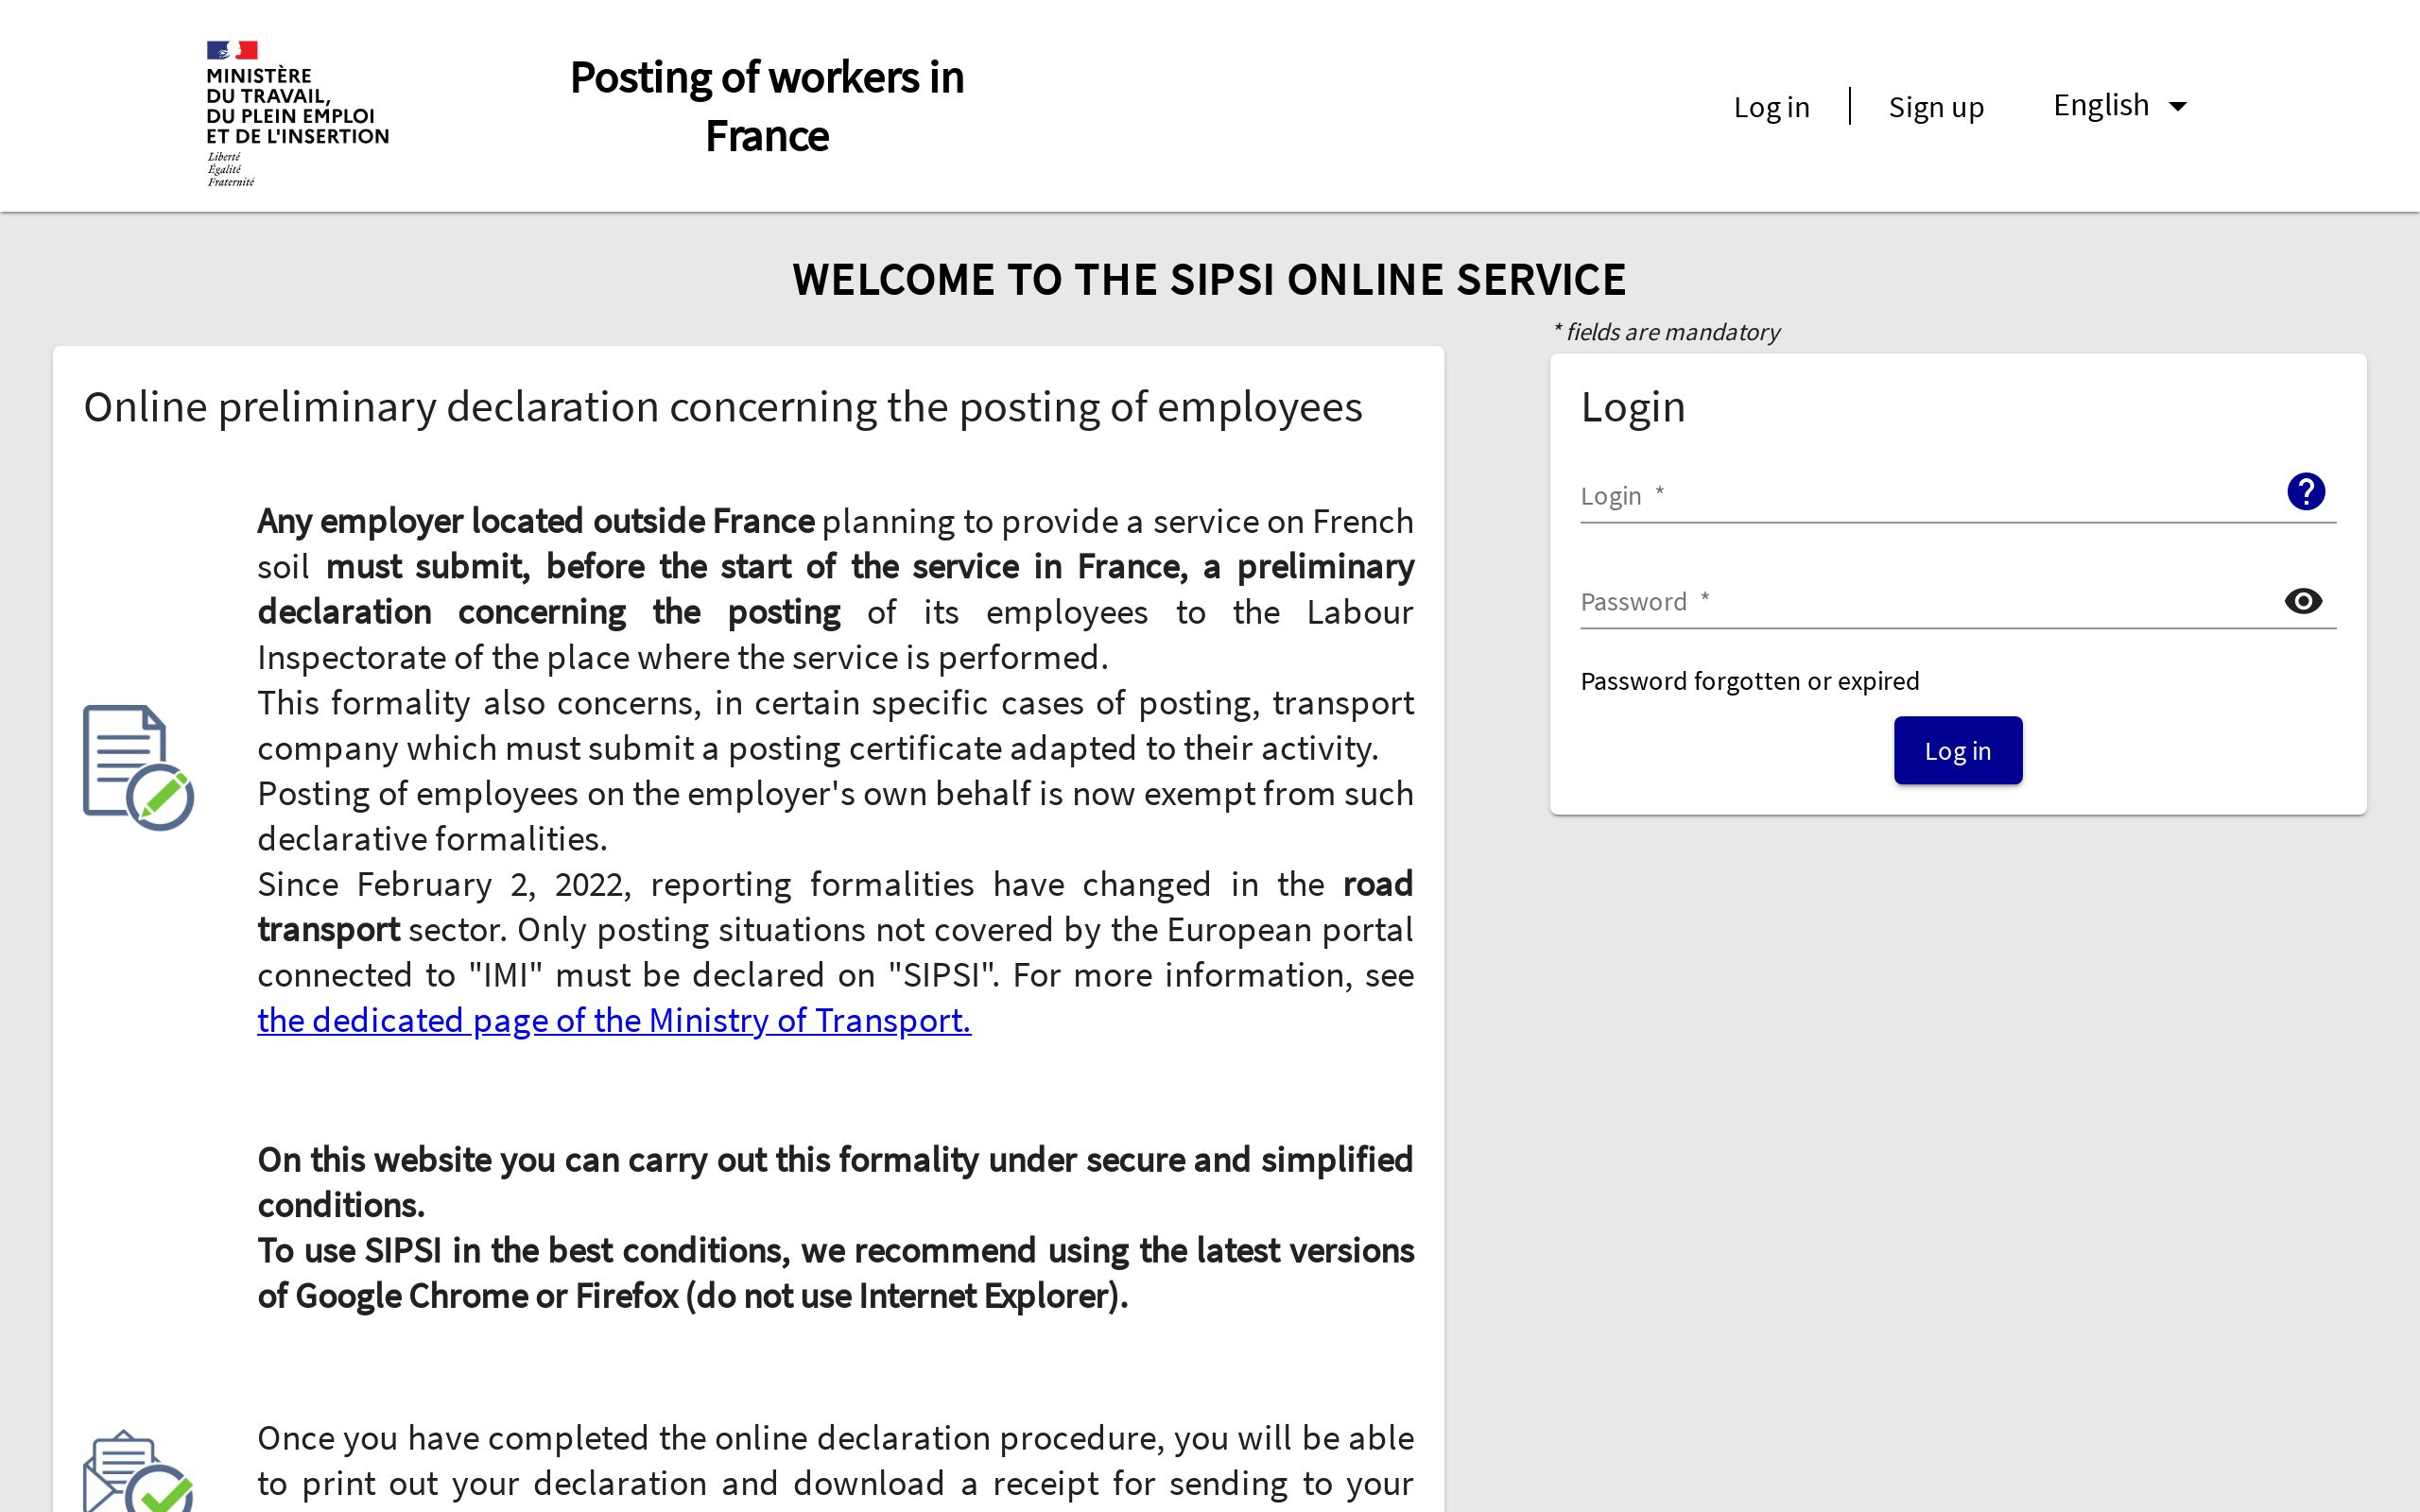 MINISTÈRE
DU TRAVAIL,
DU PLEIN EMPLOI
ET DE L'INSERTION
Liberté
Égalité
Fraternité
Posting of workers in
France
Log in
Sign up
English
WELCOME TO THE SIPSI ONLINE SERVICE
* fields are mandatory
Online preliminary declaration concerning the posting of employees
Any employer located outside France planning to provide a service on French
soil must submit, before the start of the service in France, a preliminary
declaration concerning the posting of its employees to the Labour
Inspectorate of the place where the service is performed.
This formality also concerns, in certain specific cases of posting, transport
company which must submit a posting certificate adapted to their activity.
Posting of employees on the employer's own behalf is now exempt from such
declarative formalities.
Since February 2, 2022, reporting formalities have changed in the road
transport sector. Only posting situations not covered by the European portal
connected to "IMI" must be declared on "SIPSI". For more information, see
the dedicated page of the Ministry of Transport.
On this website you can carry out this formality under secure and simplified
conditions.
To use SIPSI in the best conditions, we recommend using the latest versions
of Google Chrome or Firefox (do not use Internet Explorer).
Once you have completed the online declaration procedure, you will be able
to print out your declaration and download a receipt for sending to your
Login
Login *
?
Password *
Password forgotten or expired
Log in